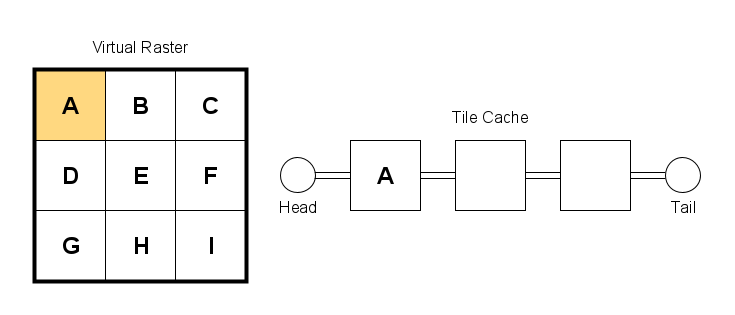 Virtual Raster
A B C
D E F
G H I
Tile Cache
A
Head
Tail